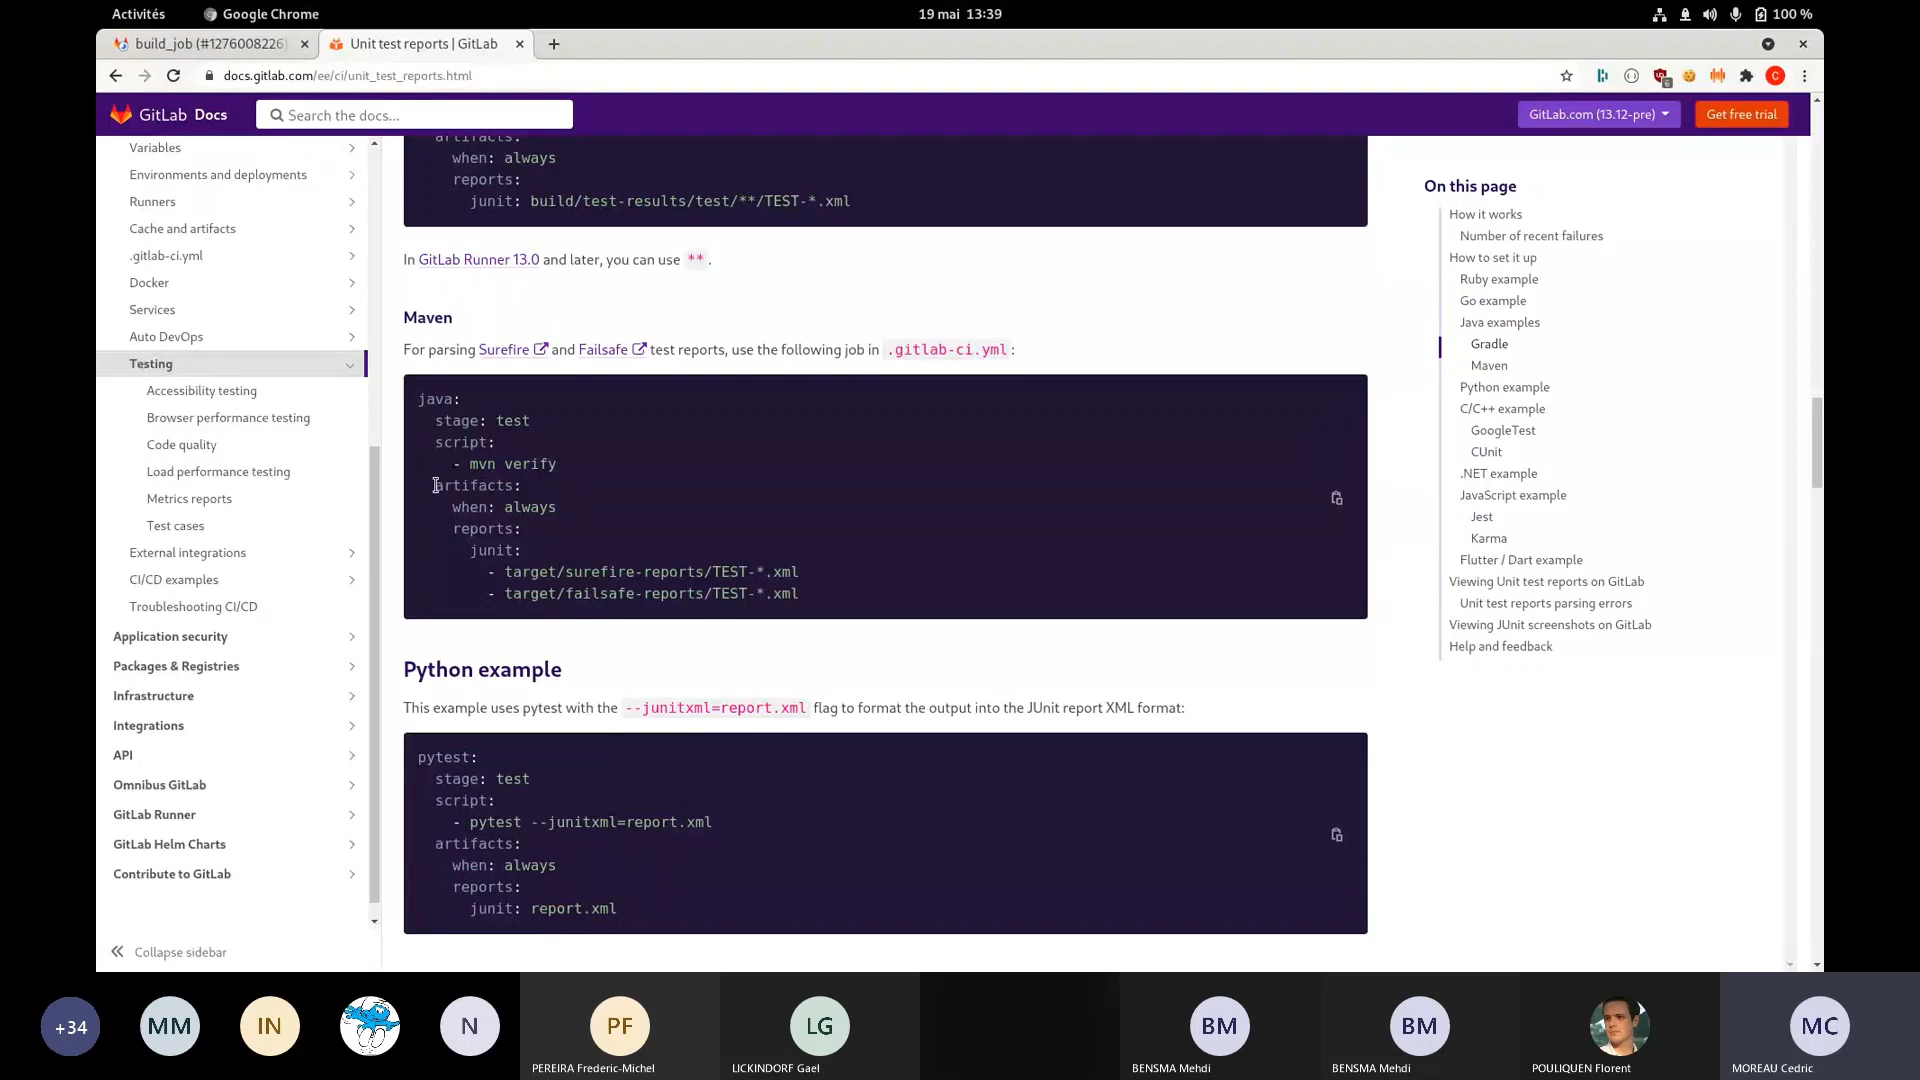 Activités
Google Chrome
19 mai 13:39
100 %
build_job (#1276008226)
Unit test reports | GitLab
docs.gitlab.com/ee/ci/unit_test_reports.html
6
C
GitLab Docs
Search the docs...
GitLab.com (13.12-pre)
Get free trial
Variables
Environments and deployments
Runners
Cache and artifacts
.gitlab-ci.yml
Docker
Services
Auto DevOps
Testing
Accessibility testing
Browser performance testing
Code quality
Load performance testing
Metrics reports
Test cases
External integrations
CI/CD examples
Troubleshooting CI/CD
Application security
Packages & Registries
Infrastructure
Integrations
API
Omnibus GitLab
GitLab Runner
GitLab Helm Charts
Contribute to GitLab
Collapse sidebar
artifacts:
when: always
reports:
junit: build/test-results/test/**/TEST-*.xml
In GitLab Runner 13.0 and later, you can use ** .
Maven
For parsing Surefire and Failsafe test reports, use the following job in .gitlab-ci.yml :
java:
stage: test
script:
- mvn verify
artifacts:
when: always
reports:
junit:
- target/surefire-reports/TEST-*.xml
- target/failsafe-reports/TEST-*.xml
Python example
This example uses pytest with the --junitxml=report.xml flag to format the output into the JUnit report XML format:
pytest:
stage: test
script:
- pytest --junitxml=report.xml
artifacts:
when: always
reports:
junit: report.xml
On this page
How it works
Number of recent failures
How to set it up
Ruby example
Go example
Java examples
Gradle
Maven
Python example
C/C++ example
GoogleTest
CUnit
.NET example
JavaScript example
Jest
Karma
Flutter / Dart example
Viewing Unit test reports on GitLab
Unit test reports parsing errors
Viewing JUnit screenshots on GitLab
Help and feedback
+34
MM
IN
N
PF
LG
BM
BM
MC
PEREIRA Frederic-Michel
LICKINDORF Gael
BENSMA Mehdi
BENSMA Mehdi
POULIQUEN Florent
MOREAU Cedric